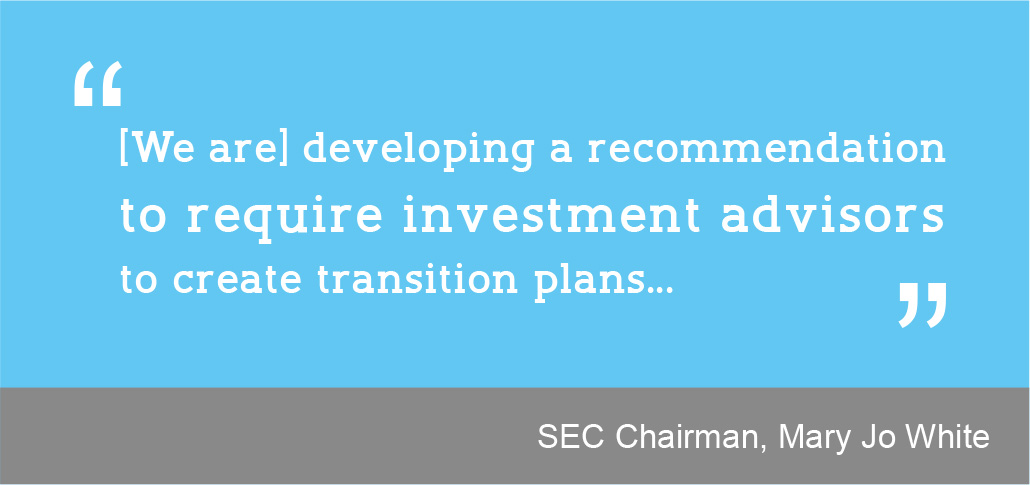 “
[We are] developing a recommendation
to require investment advisors
to create transition plans...
”
SEC Chairman, Mary Jo White